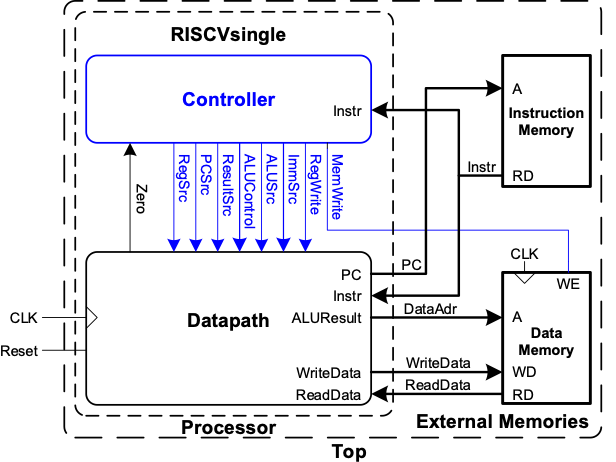 RISCVsingle
Controller
Instr
A
Instruction
Memory
RD
Instr
Zero
RegSrc
PCSrc
ResultSrc
ALUControl
ALUSrc
ImmSrc
RegWrite
MemWrite
CLK
WE
PC
PC
Instr
CLK
Datapath
ALUResult
DataAdr
A
Data
Memory
Reset
WriteData
WriteData
WD
ReadData
ReadData
RD
Processor
External Memories
Top